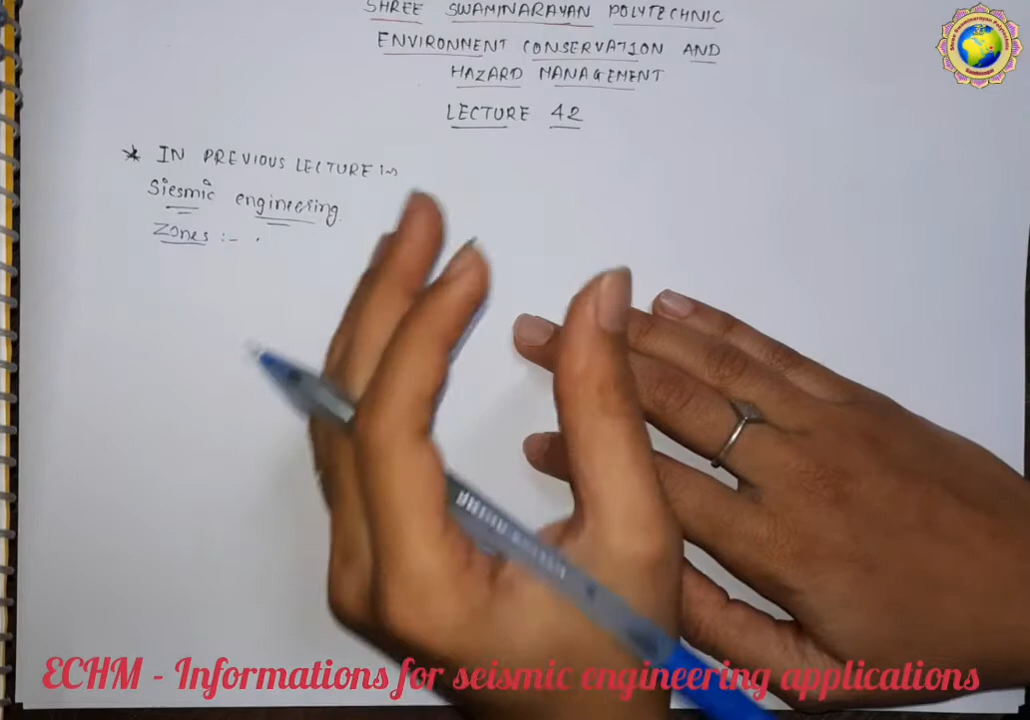 SHREE SWAMINARAYAN POLYTECHNIC
ENVIRONMENT CONSERVATION AND
HAZARD MANAGEMENT
LECTURE 42
* IN PREVIOUS LECTURE :~
Siesmic engineering
Zones :-
ECHM - Informations for seismic engineering applications